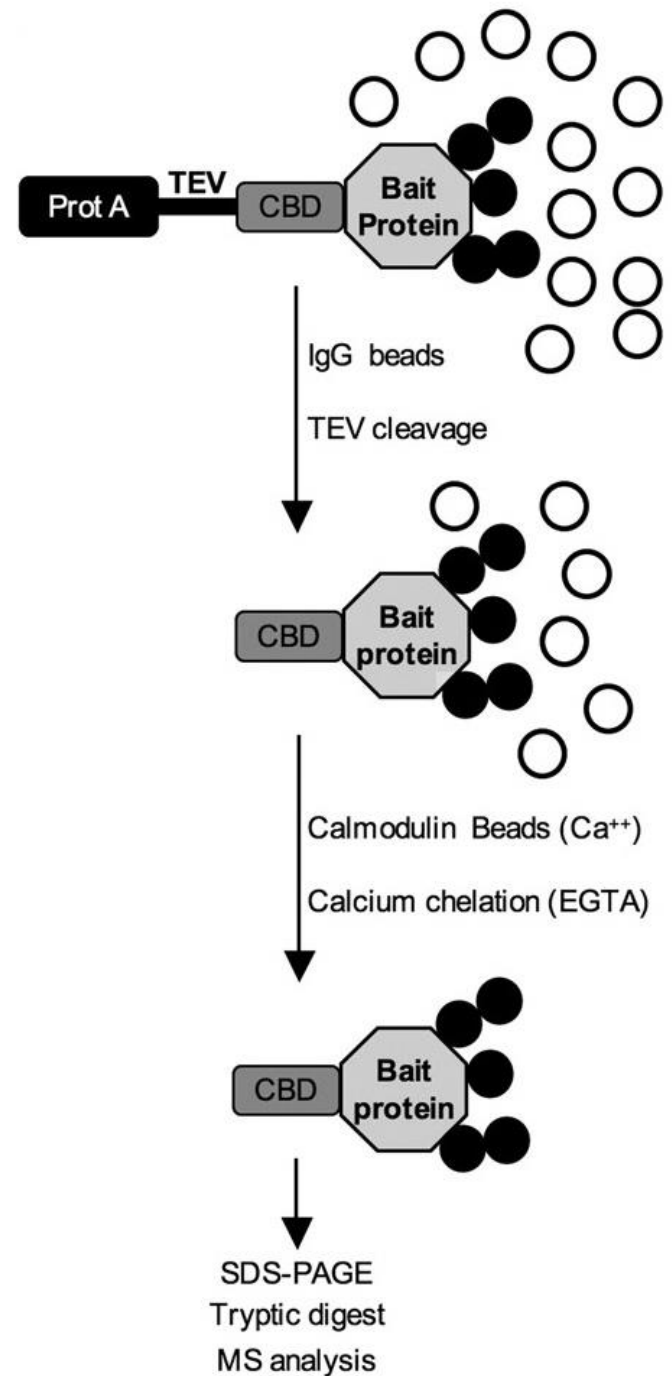 TEV
Prot A
CBD
Bait
Protein
IgG beads
TEV cleavage
CBD
Bait
protein
Calmodulin Beads (Ca⁺⁺)
Calcium chelation (EGTA)
CBD
Bait
protein
SDS-PAGE
Tryptic digest
MS analysis